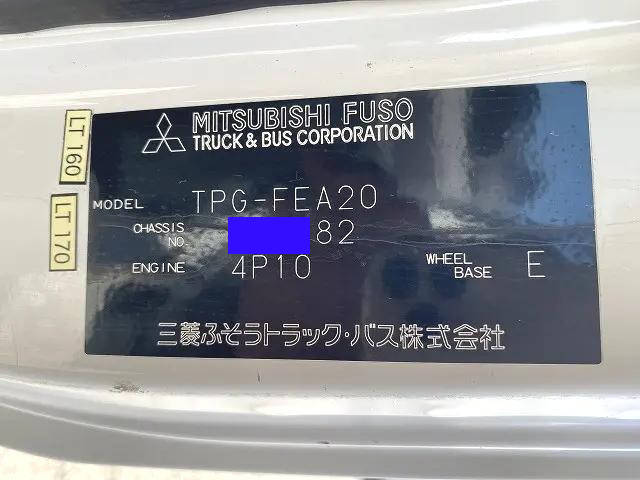 LT 160
LT 170
MITSUBISHI FUSO
TRUCK & BUS CORPORATION
MODEL TPG-FEA20
CHASSIS NO. 82
ENGINE 4P10 WHEEL BASE E
三菱ふそうトラック・バス株式会社